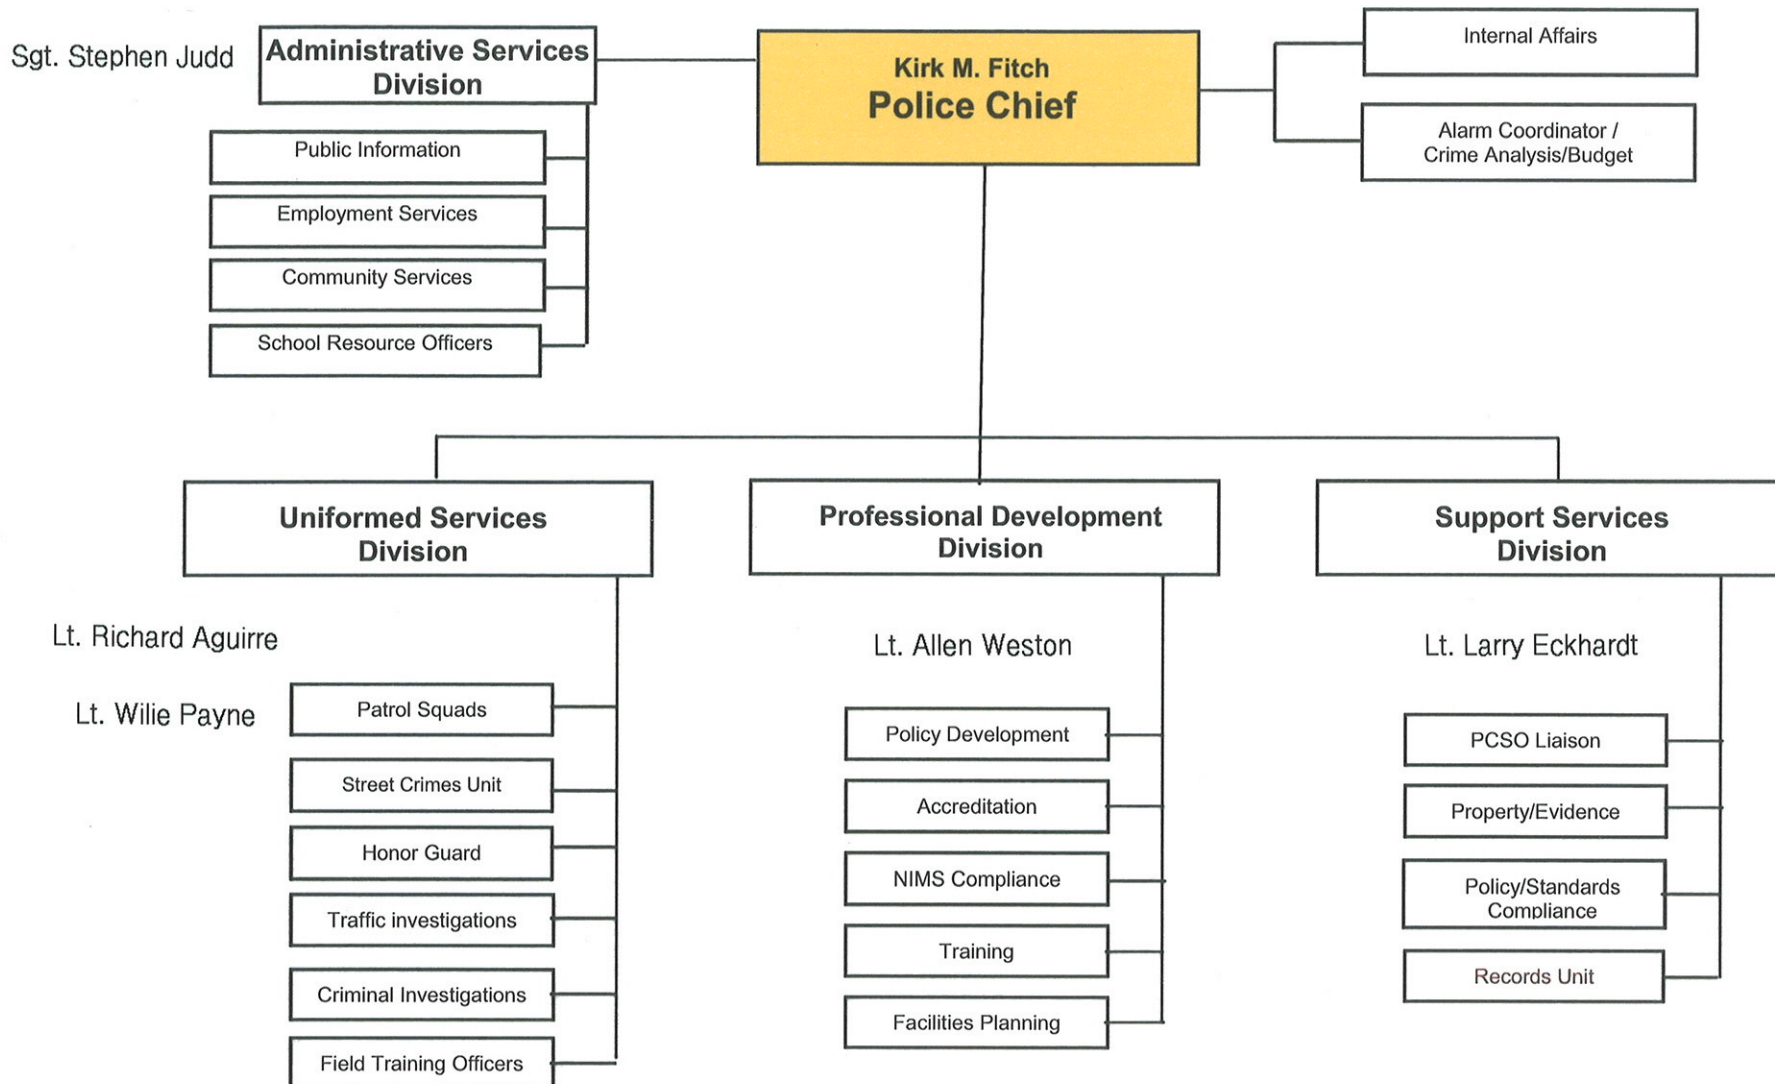 Sgt. Stephen Judd
Administrative Services
Division
Public Information
Employment Services
Community Services
School Resource Officers
Kirk M. Fitch
Police Chief
Internal Affairs
Alarm Coordinator /
Crime Analysis/Budget
Uniformed Services
Division
Lt. Richard Aguirre
Lt. Wilie Payne
Patrol Squads
Street Crimes Unit
Honor Guard
Traffic investigations
Criminal Investigations
Field Training Officers
Professional Development
Division
Lt. Allen Weston
Policy Development
Accreditation
NIMS Compliance
Training
Facilities Planning
Support Services
Division
Lt. Larry Eckhardt
PCSO Liaison
Property/Evidence
Policy/Standards
Compliance
Records Unit